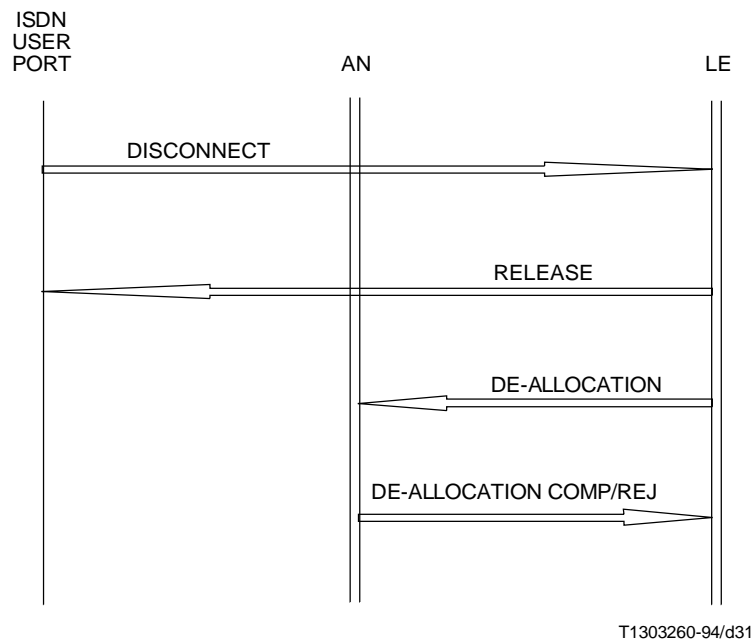 ISDN
USER
PORT
AN
LE
DISCONNECT
RELEASE
DE-ALLOCATION
DE-ALLOCATION COMP/REJ
T1303260-94/d31